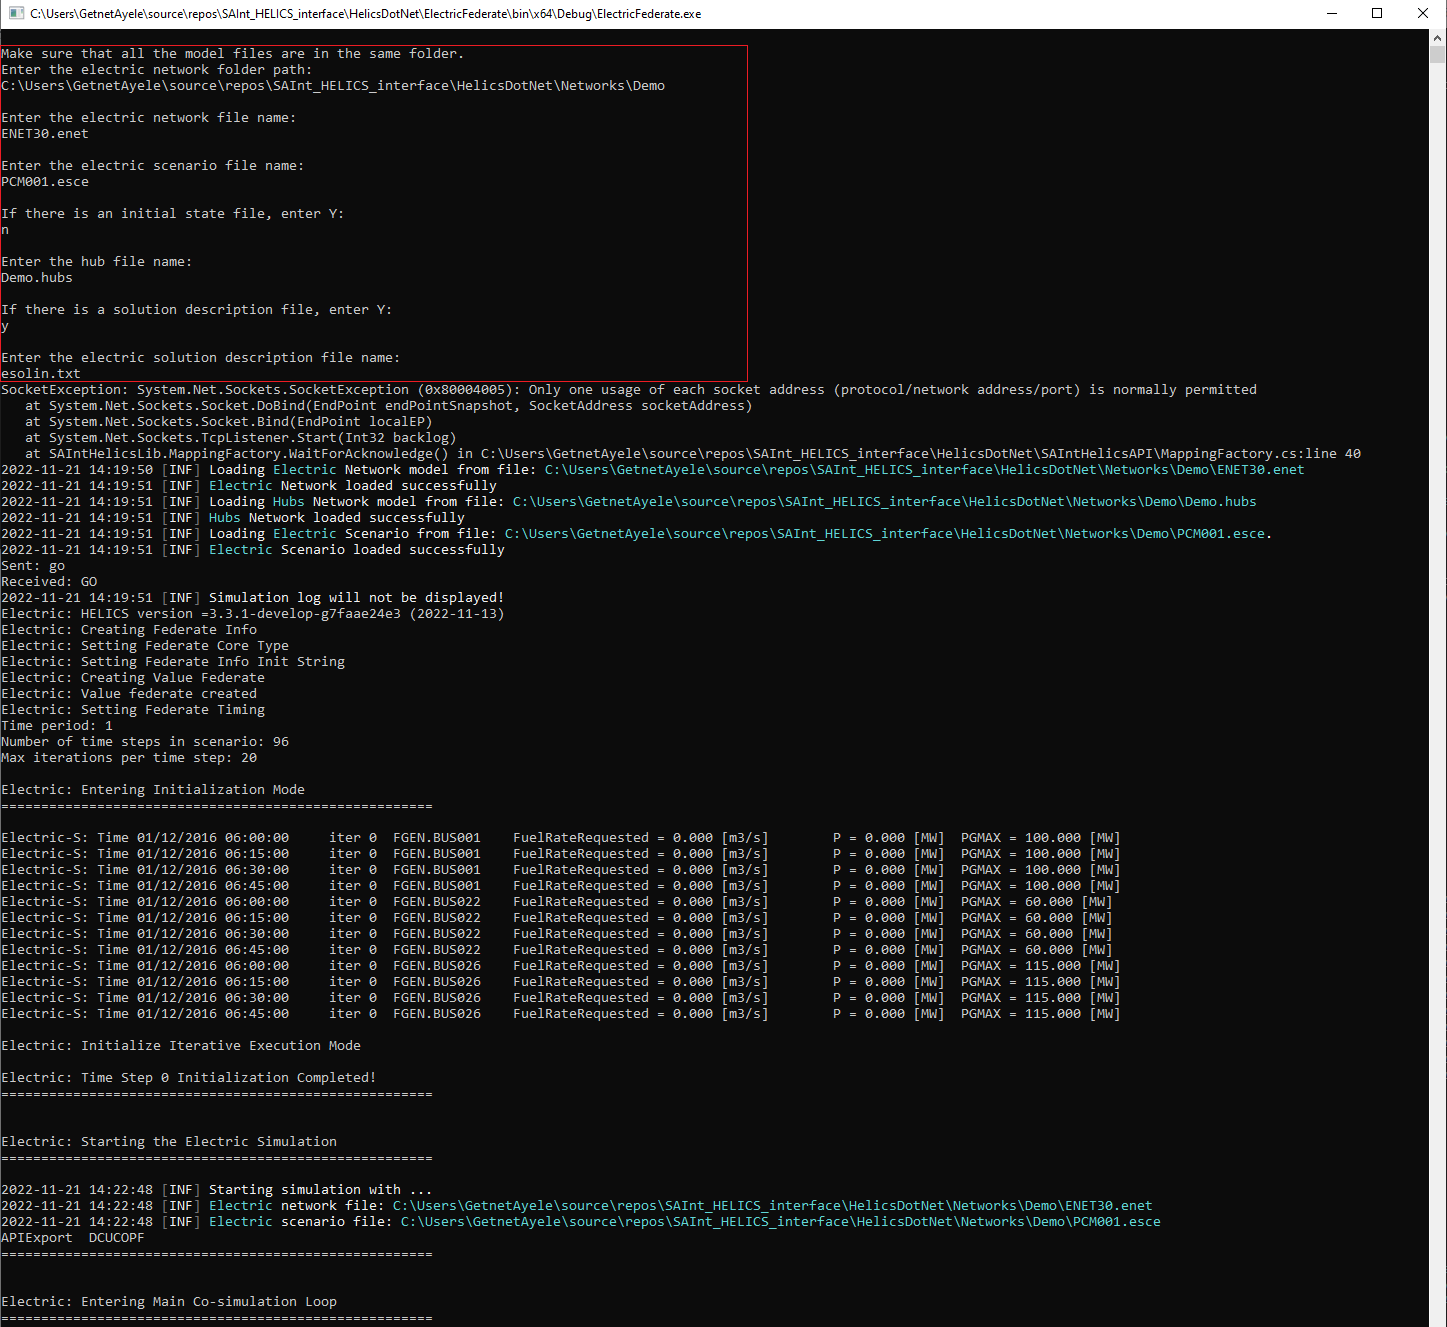 C:\Users\GetnetAyele\source\repos\SAInt_HELICS_interface\HelicsDotNet\ElectricFederate\bin\x64\Debug\ElectricFederate.exe
Make sure that all the model files are in the same folder.
Enter the electric network folder path:
C:\Users\GetnetAyele\source\repos\SAInt_HELICS_interface\HelicsDotNet\Networks\Demo
Enter the electric network file name:
ENET30.enet
Enter the electric scenario file name:
PCM001.esce
If there is an initial state file, enter Y:
n
Enter the hub file name:
Demo.hubs
If there is a solution description file, enter Y:
y
Enter the electric solution description file name:
esolin.txt
SocketException: System.Net.Sockets.SocketException (0x80004005): Only one usage of each socket address (protocol/network address/port) is normally permitted
   at System.Net.Sockets.Socket.DoBind(EndPoint endPointSnapshot, SocketAddress socketAddress)
   at System.Net.Sockets.Socket.Bind(EndPoint localEP)
   at System.Net.Sockets.TcpListener.Start(Int32 backlog)
   at SAIntHelicsLib.MappingFactory.WaitForAcknowledge() in C:\Users\GetnetAyele\source\repos\SAInt_HELICS_interface\HelicsDotNet\SAIntHelicsAPI\MappingFactory.cs:line 40
2022-11-21 14:19:50 [INF] Loading Electric Network model from file: C:\Users\GetnetAyele\source\repos\SAInt_HELICS_interface\HelicsDotNet\Networks\Demo\ENET30.enet
2022-11-21 14:19:51 [INF] Electric Network loaded successfully
2022-11-21 14:19:51 [INF] Loading Hubs Network model from file: C:\Users\GetnetAyele\source\repos\SAInt_HELICS_interface\HelicsDotNet\Networks\Demo\Demo.hubs
2022-11-21 14:19:51 [INF] Hubs Network loaded successfully
2022-11-21 14:19:51 [INF] Loading Electric Scenario from file: C:\Users\GetnetAyele\source\repos\SAInt_HELICS_interface\HelicsDotNet\Networks\Demo\PCM001.esce.
2022-11-21 14:19:51 [INF] Electric Scenario loaded successfully
Sent: go
Received: GO
2022-11-21 14:19:51 [INF] Simulation log will not be displayed!
Electric: HELICS version =3.3.1-develop-g7faae24e3 (2022-11-13)
Electric: Creating Federate Info
Electric: Setting Federate Core Type
Electric: Setting Federate Info Init String
Electric: Creating Value Federate
Electric: Value federate created
Electric: Setting Federate Timing
Time period: 1
Number of time steps in scenario: 96
Max iterations per time step: 20
Electric: Entering Initialization Mode
======================================================
Electric-S: Time 01/12/2016 06:00:00     iter 0  FGEN.BUS001    FuelRateRequested = 0.000 [m3/s]        P = 0.000 [MW]  PGMAX = 100.000 [MW]
Electric-S: Time 01/12/2016 06:15:00     iter 0  FGEN.BUS001    FuelRateRequested = 0.000 [m3/s]        P = 0.000 [MW]  PGMAX = 100.000 [MW]
Electric-S: Time 01/12/2016 06:30:00     iter 0  FGEN.BUS001    FuelRateRequested = 0.000 [m3/s]        P = 0.000 [MW]  PGMAX = 100.000 [MW]
Electric-S: Time 01/12/2016 06:45:00     iter 0  FGEN.BUS001    FuelRateRequested = 0.000 [m3/s]        P = 0.000 [MW]  PGMAX = 100.000 [MW]
Electric-S: Time 01/12/2016 06:00:00     iter 0  FGEN.BUS022    FuelRateRequested = 0.000 [m3/s]        P = 0.000 [MW]  PGMAX = 60.000 [MW]
Electric-S: Time 01/12/2016 06:15:00     iter 0  FGEN.BUS022    FuelRateRequested = 0.000 [m3/s]        P = 0.000 [MW]  PGMAX = 60.000 [MW]
Electric-S: Time 01/12/2016 06:30:00     iter 0  FGEN.BUS022    FuelRateRequested = 0.000 [m3/s]        P = 0.000 [MW]  PGMAX = 60.000 [MW]
Electric-S: Time 01/12/2016 06:45:00     iter 0  FGEN.BUS022    FuelRateRequested = 0.000 [m3/s]        P = 0.000 [MW]  PGMAX = 60.000 [MW]
Electric-S: Time 01/12/2016 06:00:00     iter 0  FGEN.BUS026    FuelRateRequested = 0.000 [m3/s]        P = 0.000 [MW]  PGMAX = 115.000 [MW]
Electric-S: Time 01/12/2016 06:15:00     iter 0  FGEN.BUS026    FuelRateRequested = 0.000 [m3/s]        P = 0.000 [MW]  PGMAX = 115.000 [MW]
Electric-S: Time 01/12/2016 06:30:00     iter 0  FGEN.BUS026    FuelRateRequested = 0.000 [m3/s]        P = 0.000 [MW]  PGMAX = 115.000 [MW]
Electric-S: Time 01/12/2016 06:45:00     iter 0  FGEN.BUS026    FuelRateRequested = 0.000 [m3/s]        P = 0.000 [MW]  PGMAX = 115.000 [MW]
Electric: Initialize Iterative Execution Mode
Electric: Time Step 0 Initialization Completed!
======================================================
Electric: Starting the Electric Simulation
======================================================
2022-11-21 14:22:48 [INF] Starting simulation with ...
2022-11-21 14:22:48 [INF] Electric network file: C:\Users\GetnetAyele\source\repos\SAInt_HELICS_interface\HelicsDotNet\Networks\Demo\ENET30.enet
2022-11-21 14:22:48 [INF] Electric scenario file: C:\Users\GetnetAyele\source\repos\SAInt_HELICS_interface\HelicsDotNet\Networks\Demo\PCM001.esce
APIExport  DCUCOPF
======================================================
Electric: Entering Main Co-simulation Loop
======================================================